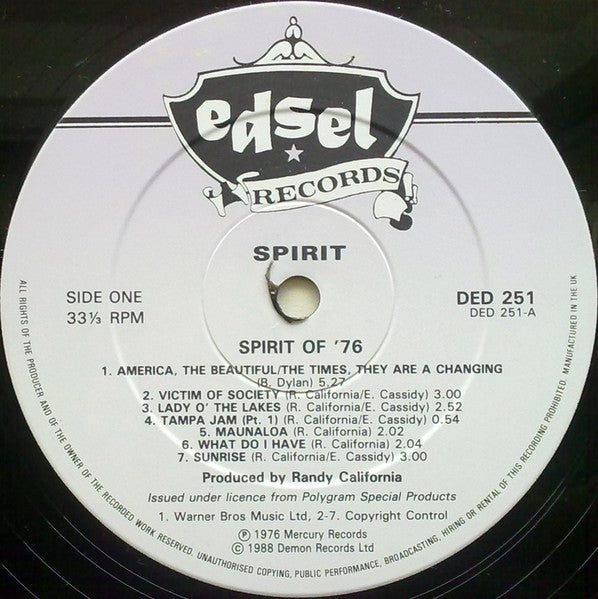 edsel
RECORDS
SPIRIT
SIDE ONE
33⅓ RPM
DED 251
DED 251-A
SPIRIT OF '76
1. AMERICA, THE BEAUTIFUL/THE TIMES, THEY ARE A CHANGING
(B. Dylan) 5.27
2. VICTIM OF SOCIETY (R. California/E. Cassidy) 3.00
3. LADY O' THE LAKES (R. California/E. Cassidy) 2.52
4. TAMPA JAM (Pt. 1) (R. California/E. Cassidy) 0.54
5. MAUNALOA (R. California) 2.02
6. WHAT DO I HAVE (R. California) 2.04
7. SUNRISE (R. California/E. Cassidy) 3.00
Produced by Randy California
Issued under licence from Polygram Special Products
1. Warner Bros Music Ltd, 2-7. Copyright Control
Ⓟ 1976 Mercury Records
© 1988 Demon Records Ltd
ALL RIGHTS OF THE PRODUCER AND OF THE OWNER OF THE RECORDED WORK RESERVED. UNAUTHORISED COPYING, PUBLIC PERFORMANCE, BROADCASTING, HIRING OR RENTAL OF THIS RECORDING PROHIBITED. MANUFACTURED IN THE UK